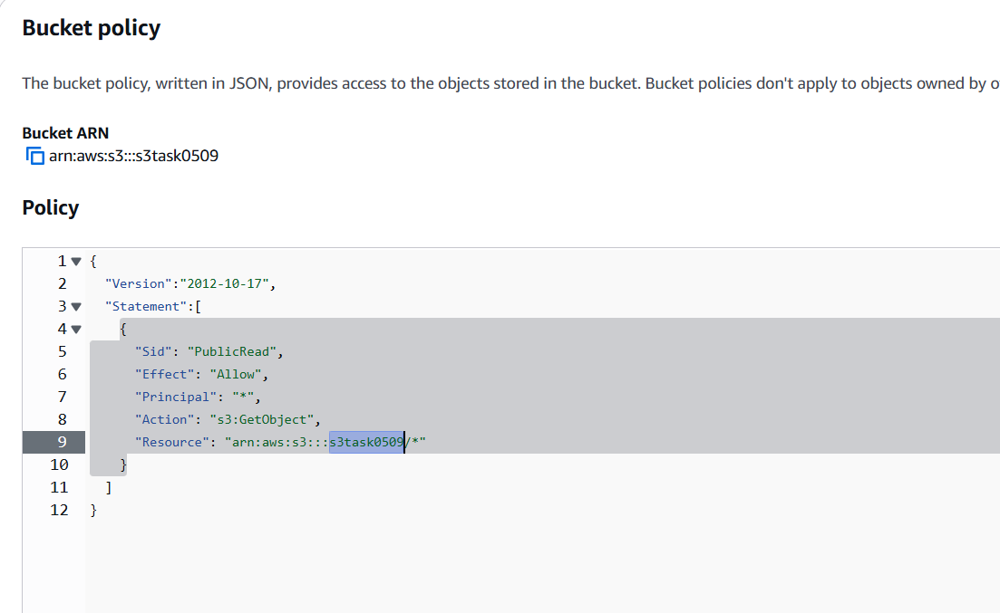 Bucket policy
The bucket policy, written in JSON, provides access to the objects stored in the bucket. Bucket policies don't apply to objects owned by o
Bucket ARN
arn:aws:s3:::s3task0509
Policy
1 {
2   "Version":"2012-10-17",
3   "Statement":[
4     {
5       "Sid": "PublicRead",
6       "Effect": "Allow",
7       "Principal": "*",
8       "Action": "s3:GetObject",
9       "Resource": "arn:aws:s3:::s3task0509/*"
10     }
11   ]
12 }